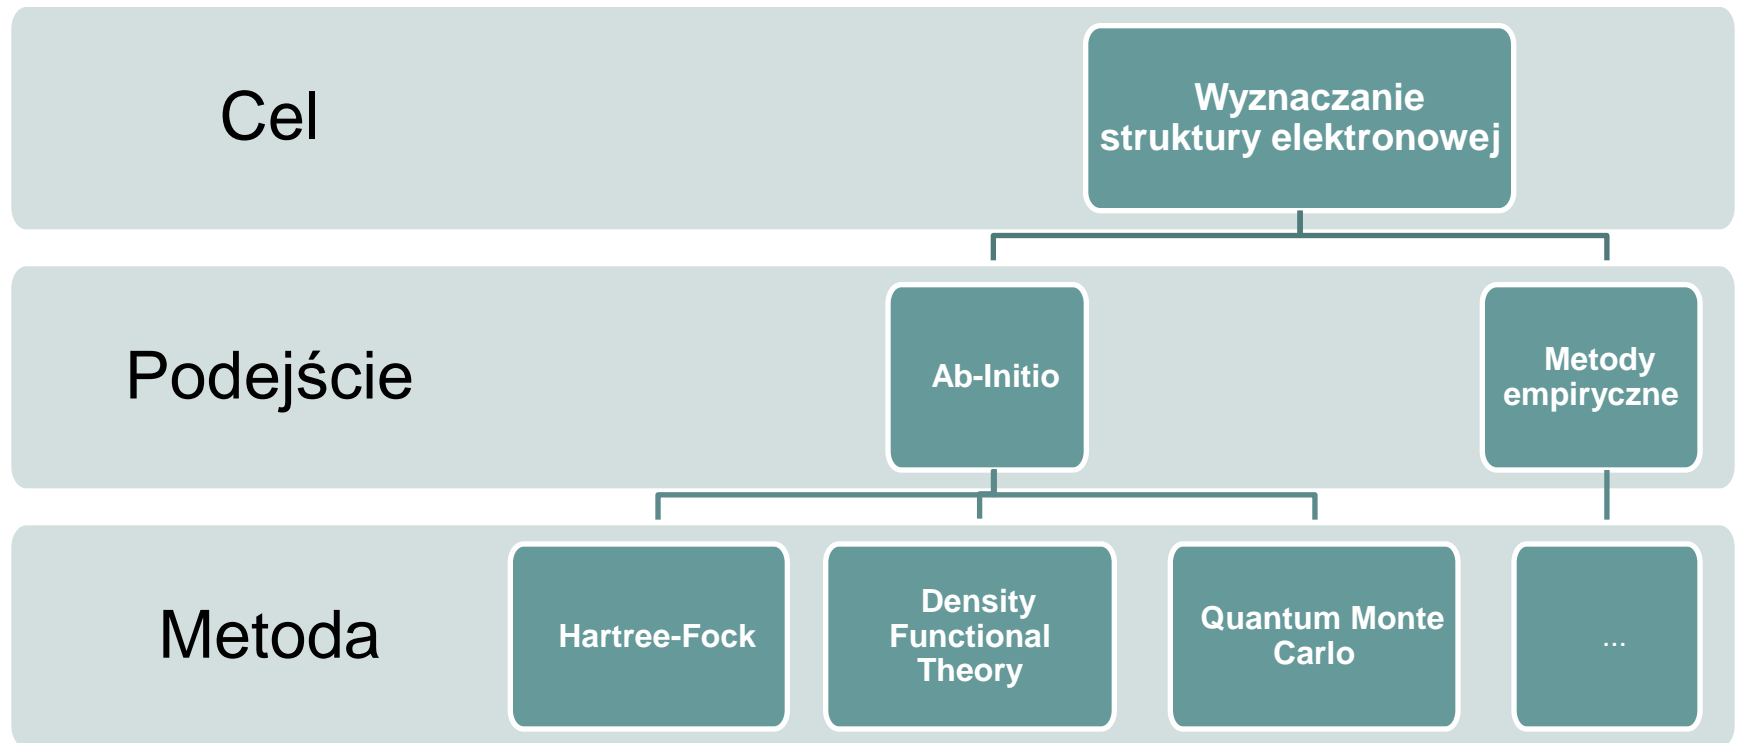 Cel
Wyznaczanie
struktury elektronowej
Podejście
Ab-Initio
Metody
empiryczne
Metoda
Hartree-Fock
Density
Functional
Theory
Quantum Monte
Carlo
...